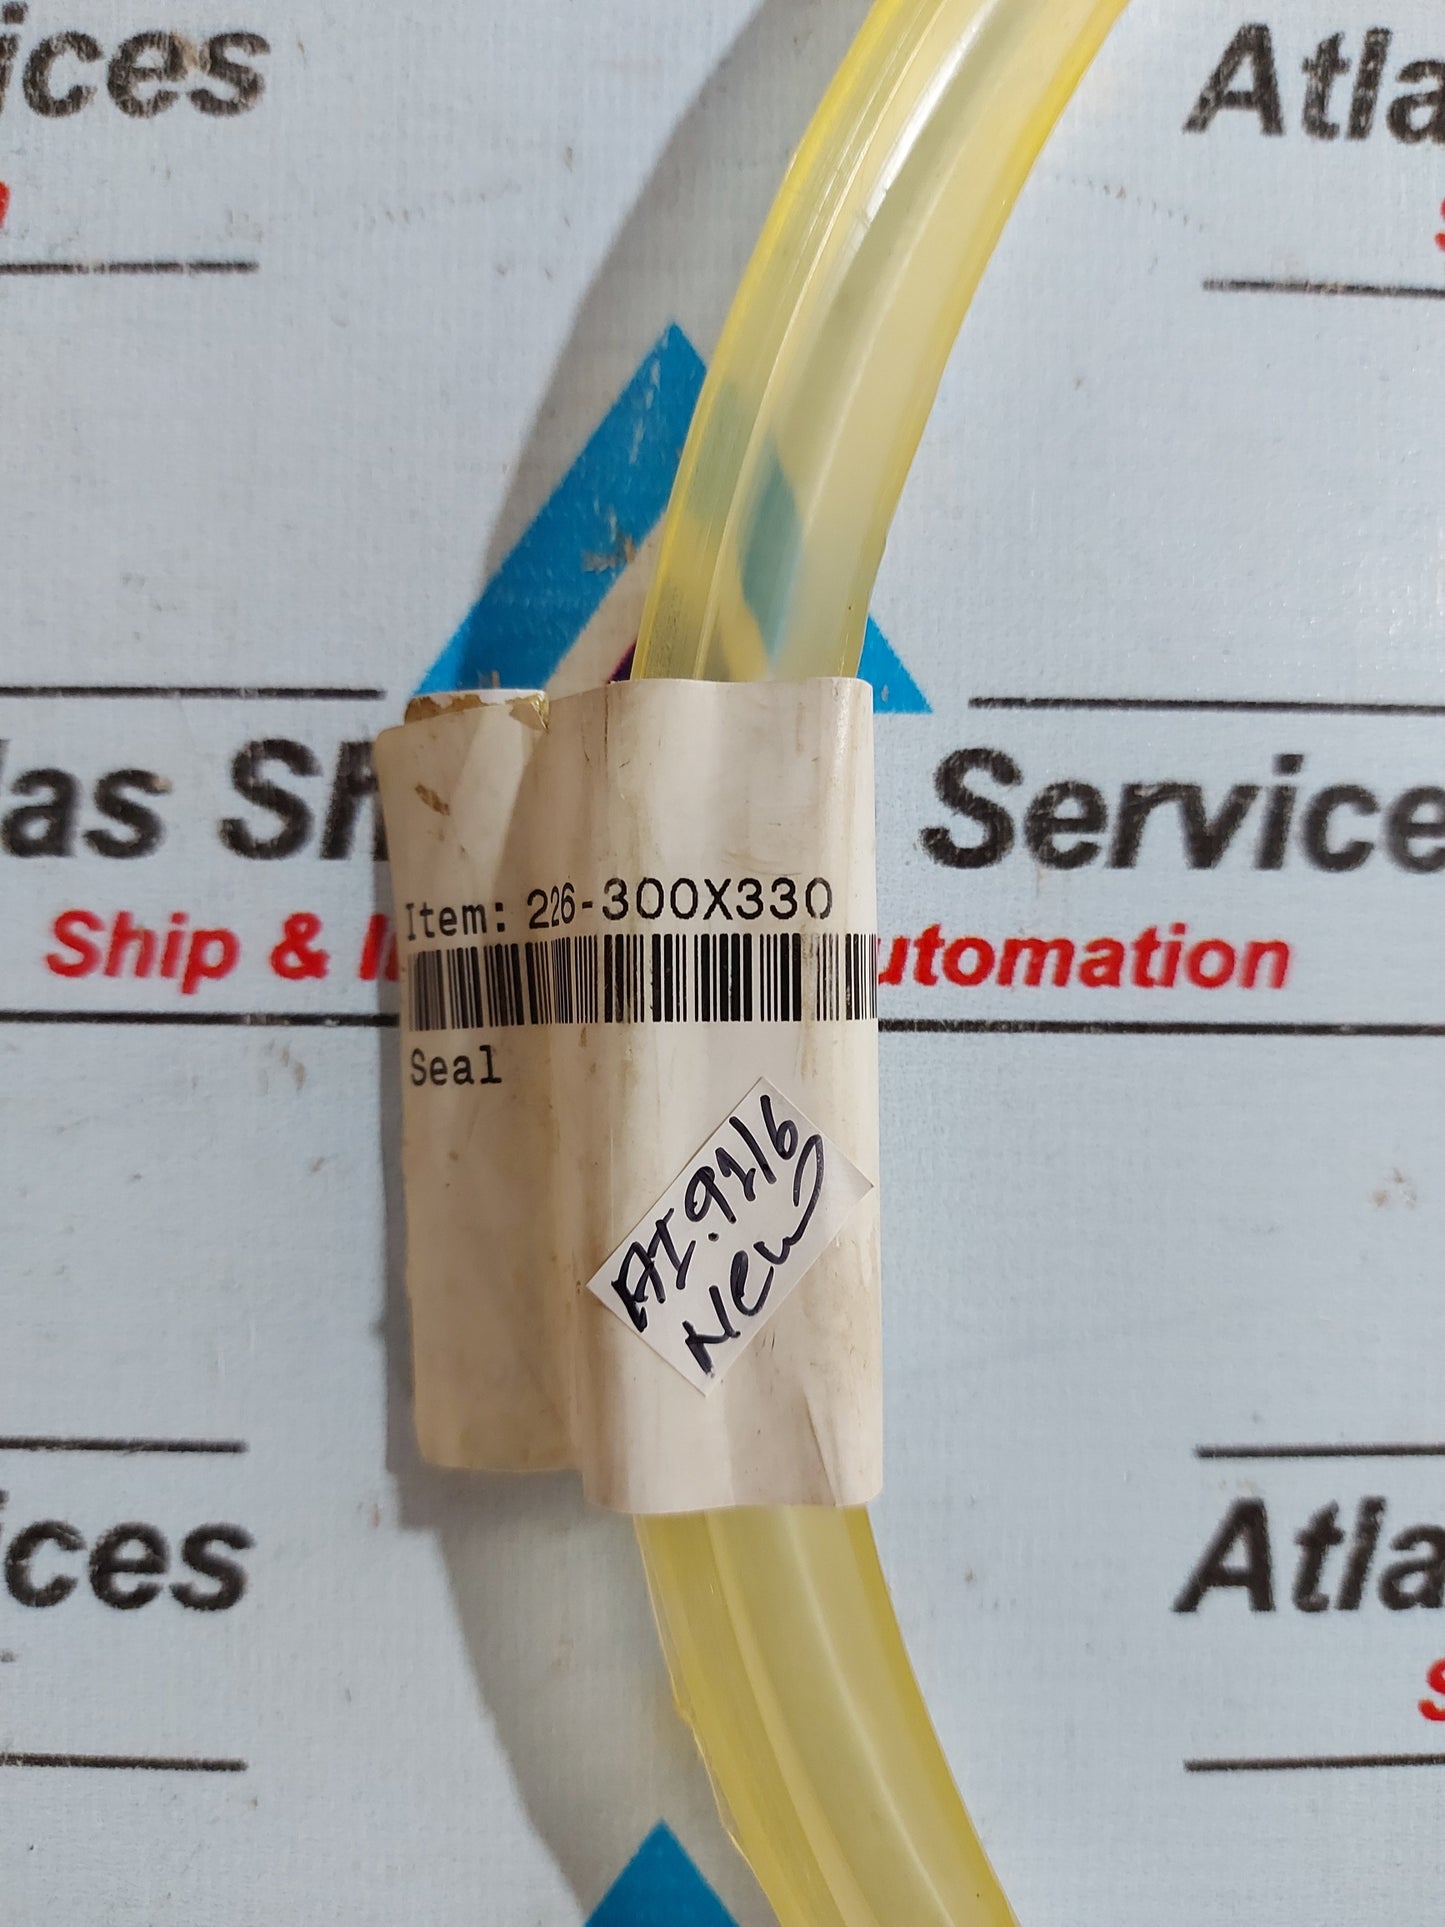 ices
Atla
las Sh
Service
Item: 226-300X330
Ship & I
utomation
Seal
AI.9216
New
ices
Atla